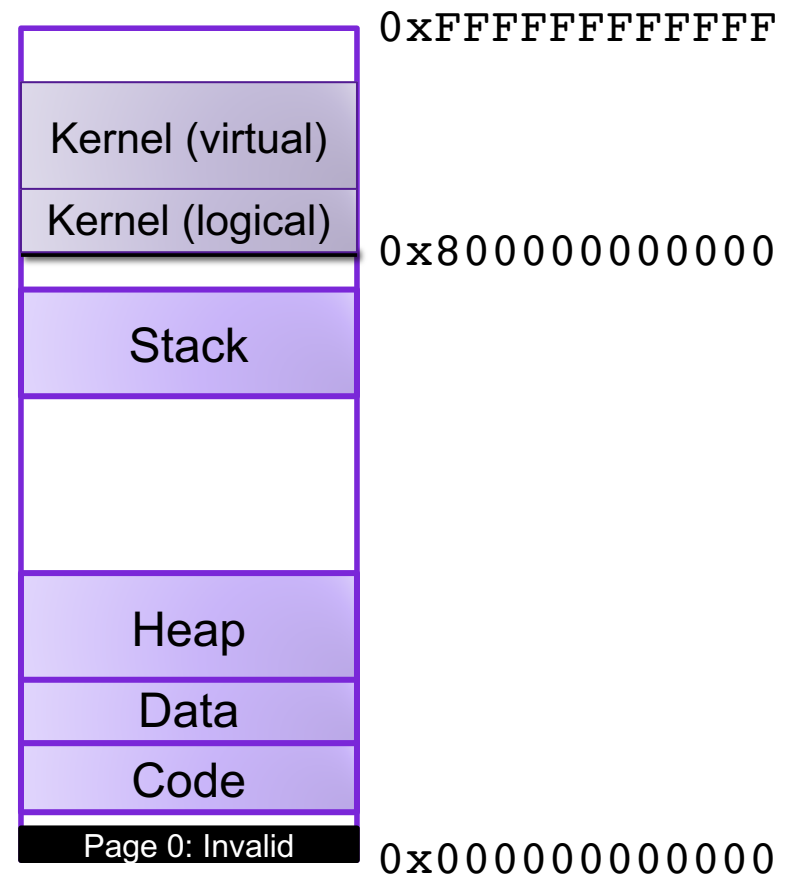 0xFFFFFFFFFFFF
Kernel (virtual)
Kernel (logical)
0x800000000000
Stack
Heap
Data
Code
Page 0: Invalid
0x000000000000